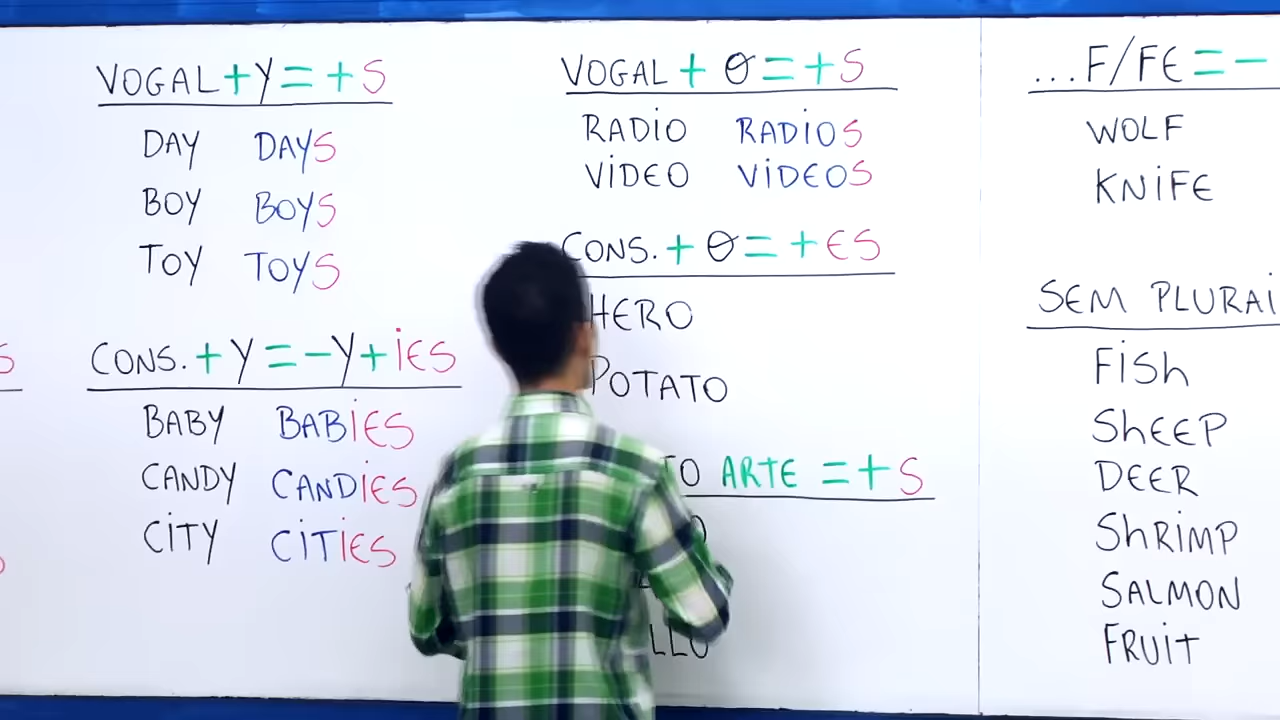 VOGAL + Y = + S
DAY DAYS
BOY BOYS
TOY TOYS
CONS. + Y = - Y + iES
BABY BABiES
CANDY CANDiES
CiTY CiTiES
VOGAL + O = + S
RADiO RADiOS
ViDEO ViDEOS
CONS. + O = + ES
HERO
POTATO
ARTE = + S
...F/FE = -
WOLF
KNiFE
SEM PLURAi
FiSh
ShEEP
DEER
ShRiMP
SALMON
FRUiT